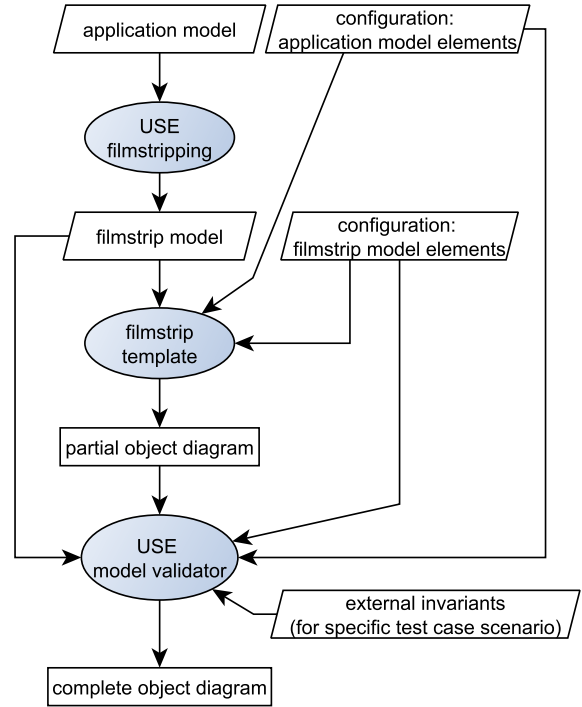 application model
configuration:
application model elements
USE
filmstripping
filmstrip model
configuration:
filmstrip model elements
filmstrip
template
partial object diagram
USE
model validator
external invariants
(for specific test case scenario)
complete object diagram